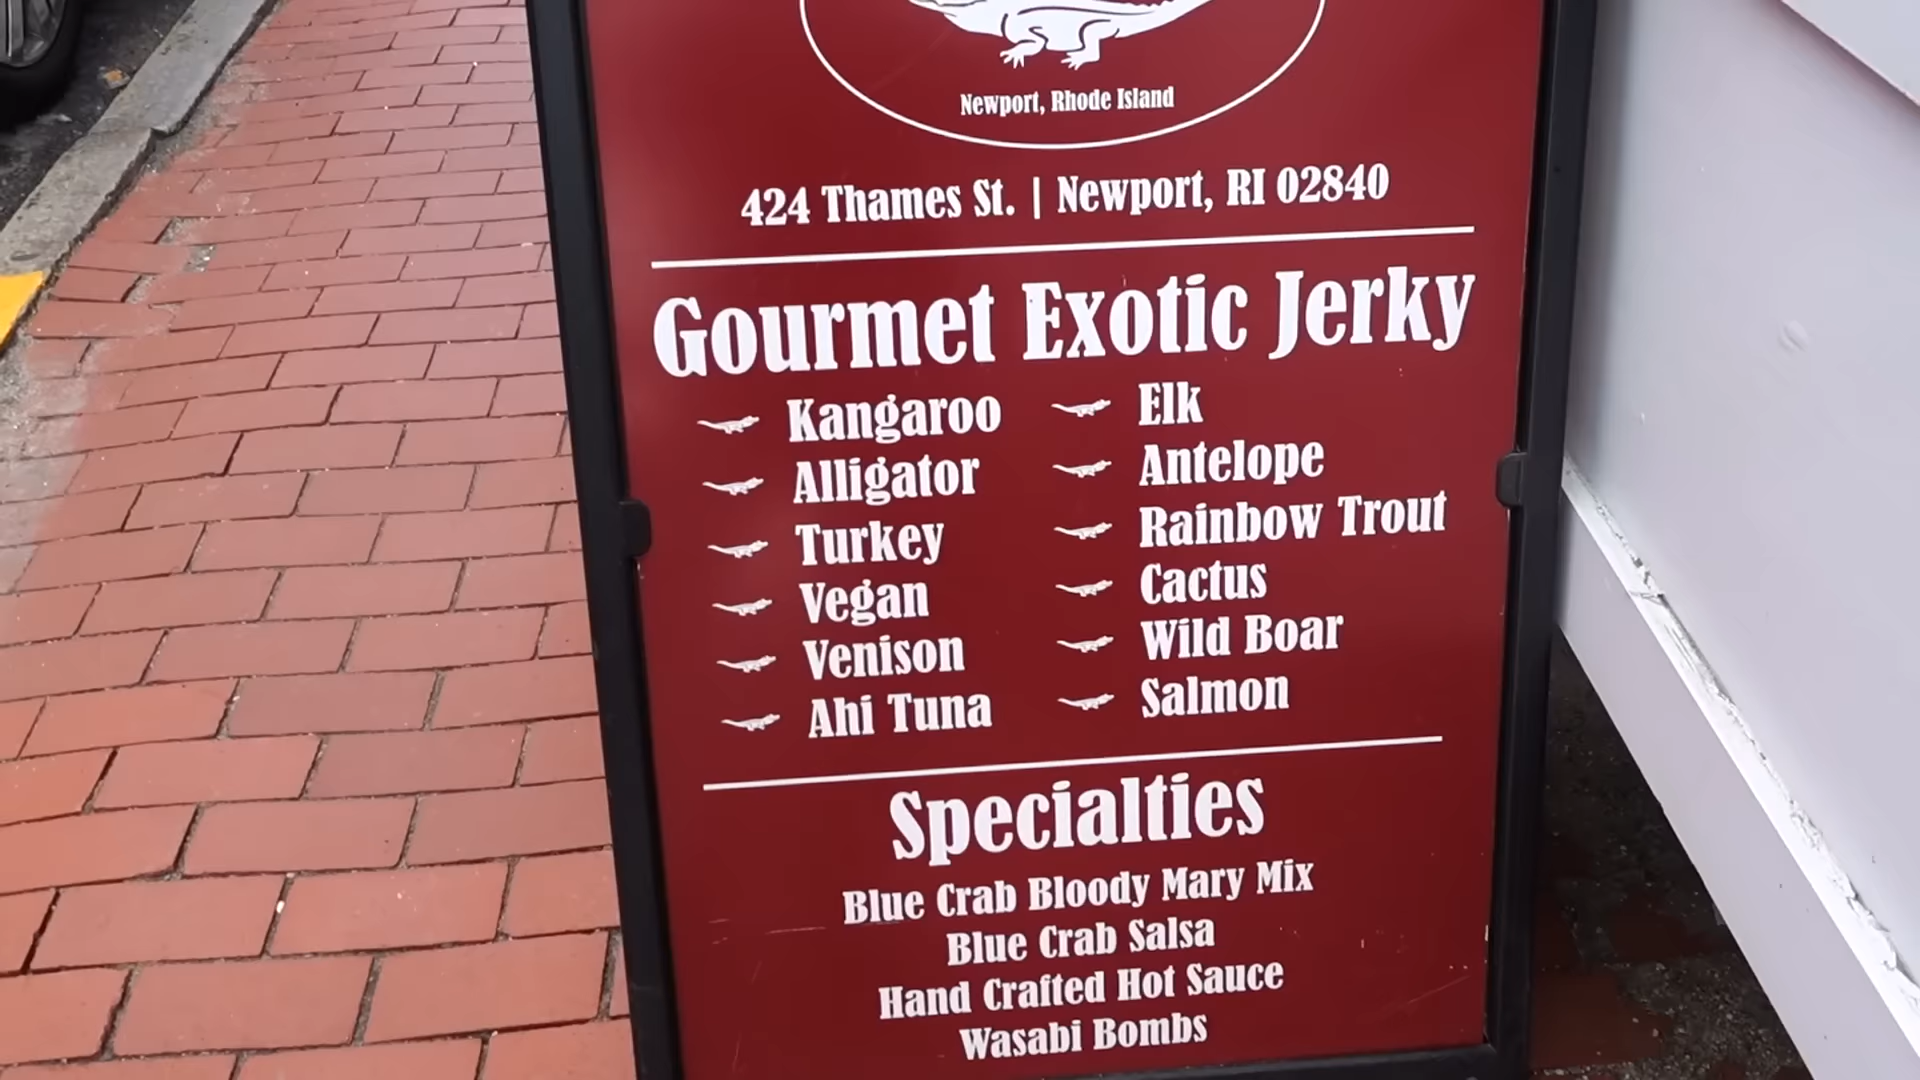 Newport, Rhode Island
424 Thames St. | Newport, RI 02840
Gourmet Exotic Jerky
Kangaroo
Alligator
Turkey
Vegan
Venison
Ahi Tuna
Elk
Antelope
Rainbow Trout
Cactus
Wild Boar
Salmon
Specialties
Blue Crab Bloody Mary Mix
Blue Crab Salsa
Hand Crafted Hot Sauce
Wasabi Bombs